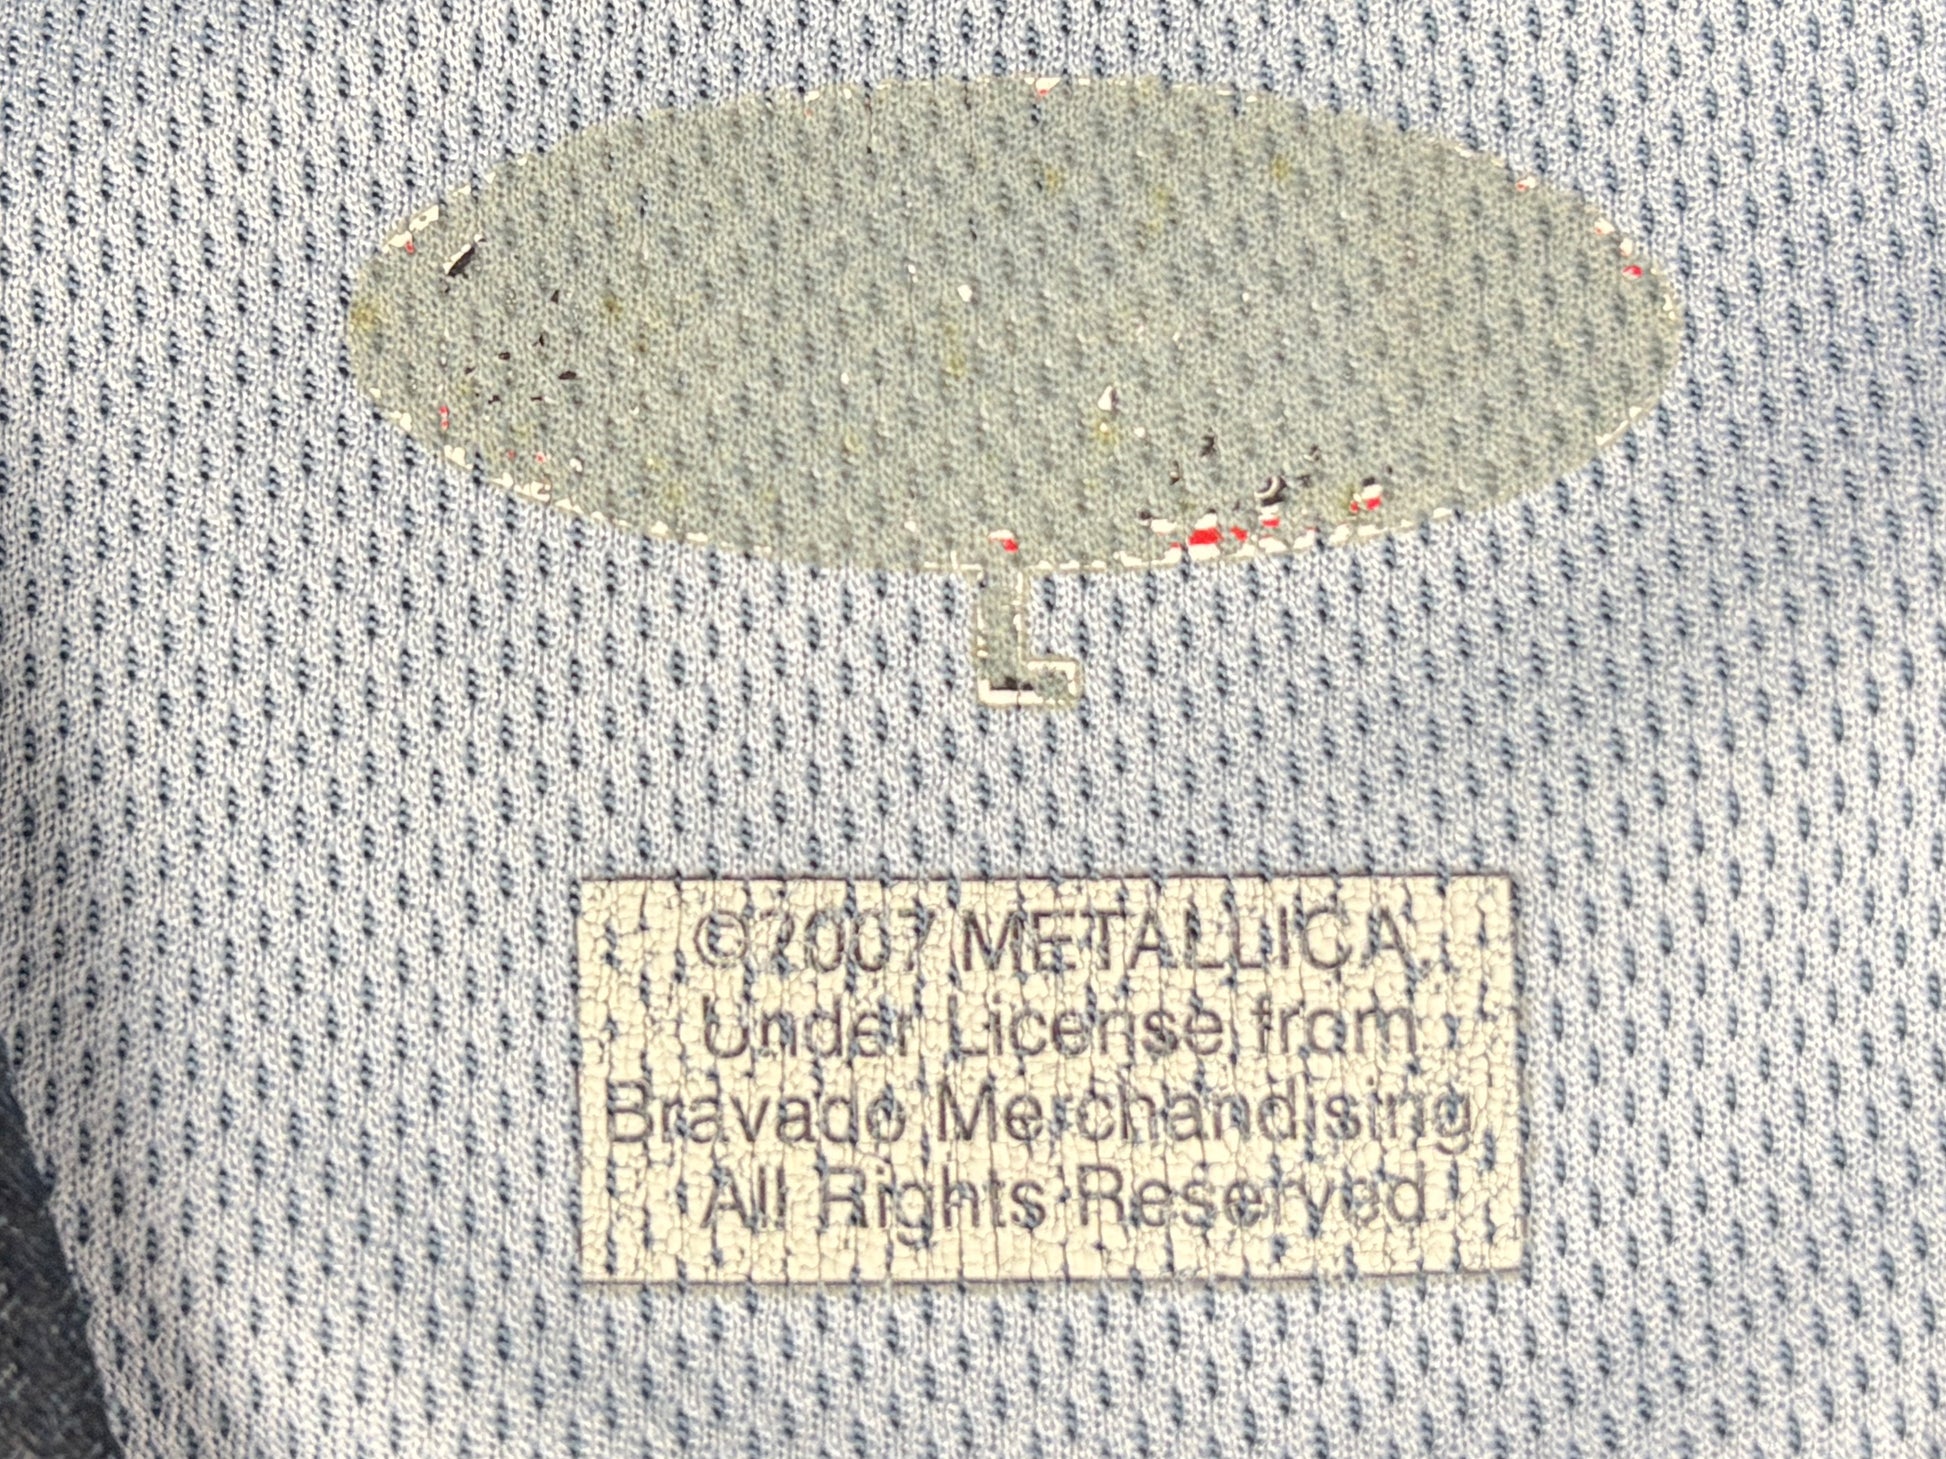 L
©2007 METALLICA.
Under License from
Bravado Merchandising
All Rights Reserved.